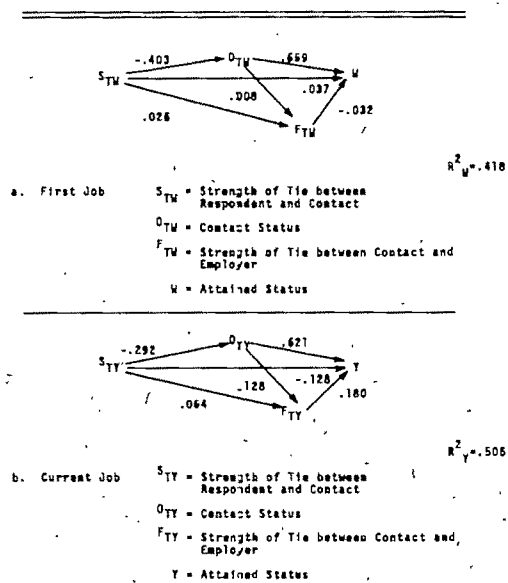 -.403
O_TW
.659
W
S_TW
.037
.008
-.032
.026
F_TW
R²_W=.418
a. First Job S_TW = Strength of Tie between
Respondent and Contact
O_TW = Contact Status
F_TW = Strength of Tie between Contact and
Employer
W = Attained Status
-.292
O_TY
.621
Y
S_TY
.128
-.128
.180
.064
F_TY
R²_Y=.506
b. Current Job S_TY = Strength of Tie between
Respondent and Contact
O_TY = Contact Status
F_TY = Strength of Tie between Contact and,
Employer
Y = Attained Status